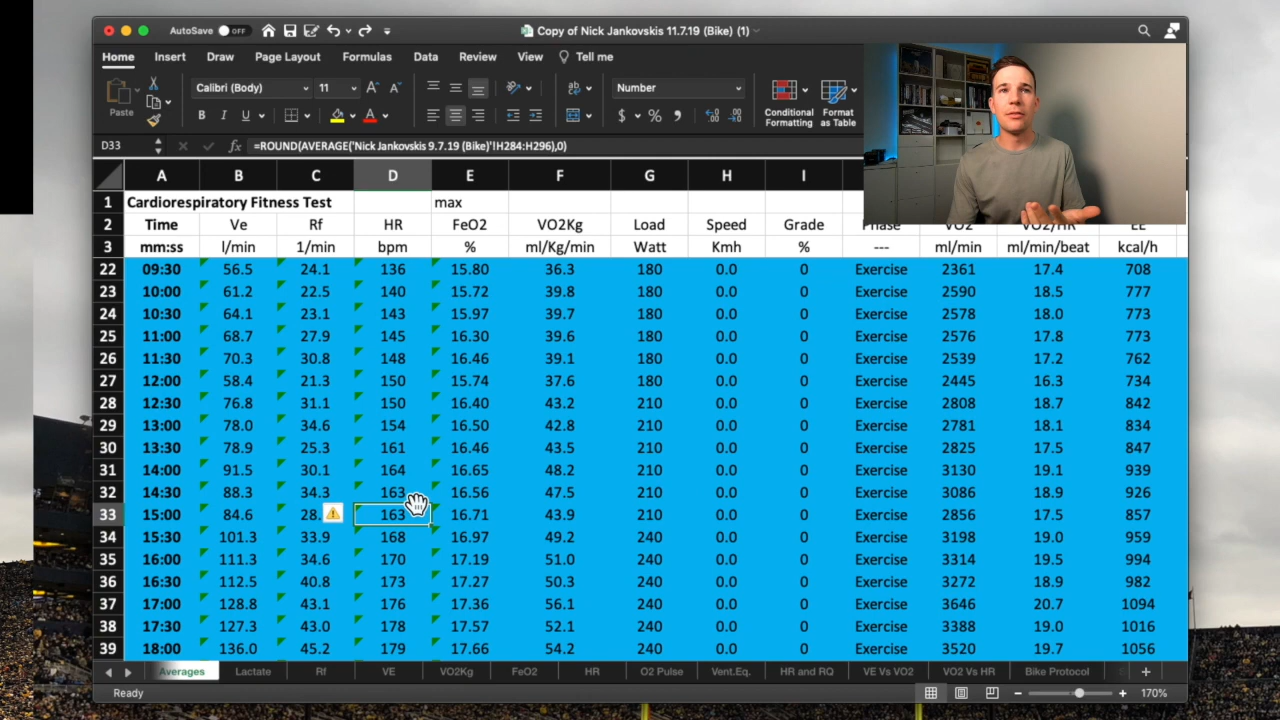 AutoSave OFF Copy of Nick Jankovskis 11.7.19 (Bike) (1)
Home Insert Draw Page Layout Formulas Data Review View Tell me
Paste Calibri (Body) 11 A A ab Number Conditional Formatting Format as Table
B I U A $ %
D33 fx =ROUND(AVERAGE('Nick Jankovskis 9.7.19 (Bike)'!H284:H296),0)
A B C D E F G H I
1 Cardiorespiratory Fitness Test max
2 Time Ve Rf HR FeO2 VO2Kg Load Speed Grade Phase VO2 VO2/HR EE
3 mm:ss l/min 1/min bpm % ml/Kg/min Watt Kmh % --- ml/min ml/min/beat kcal/h
22 09:30 56.5 24.1 136 15.80 36.3 180 0.0 0 Exercise 2361 17.4 708
23 10:00 61.2 22.5 140 15.72 39.8 180 0.0 0 Exercise 2590 18.5 777
24 10:30 64.1 23.1 143 15.97 39.7 180 0.0 0 Exercise 2578 18.0 773
25 11:00 68.7 27.9 145 16.30 39.6 180 0.0 0 Exercise 2576 17.8 773
26 11:30 70.3 30.8 148 16.46 39.1 180 0.0 0 Exercise 2539 17.2 762
27 12:00 58.4 21.3 150 15.74 37.6 180 0.0 0 Exercise 2445 16.3 734
28 12:30 76.8 31.1 150 16.40 43.2 210 0.0 0 Exercise 2808 18.7 842
29 13:00 78.0 34.6 154 16.50 42.8 210 0.0 0 Exercise 2781 18.1 834
30 13:30 78.9 25.3 161 16.46 43.5 210 0.0 0 Exercise 2825 17.5 847
31 14:00 91.5 30.1 164 16.65 48.2 210 0.0 0 Exercise 3130 19.1 939
32 14:30 88.3 34.3 163 16.56 47.5 210 0.0 0 Exercise 3086 18.9 926
33 15:00 84.6 28. 163 16.71 43.9 210 0.0 0 Exercise 2856 17.5 857
34 15:30 101.3 33.9 168 16.97 49.2 240 0.0 0 Exercise 3198 19.0 959
35 16:00 111.3 34.6 170 17.19 51.0 240 0.0 0 Exercise 3314 19.5 994
36 16:30 112.5 40.8 173 17.27 50.3 240 0.0 0 Exercise 3272 18.9 982
37 17:00 128.8 43.1 176 17.36 56.1 240 0.0 0 Exercise 3646 20.7 1094
38 17:30 127.3 43.0 178 17.57 52.1 240 0.0 0 Exercise 3388 19.0 1016
39 18:00 136.0 45.2 179 17.66 54.2 240 0.0 0 Exercise 3520 19.7 1056
Averages Lactate Rf VE VO2Kg FeO2 HR O2 Pulse Vent.Eq. HR and RQ VE Vs VO2 VO2 Vs HR Bike Protocol
Ready 170%